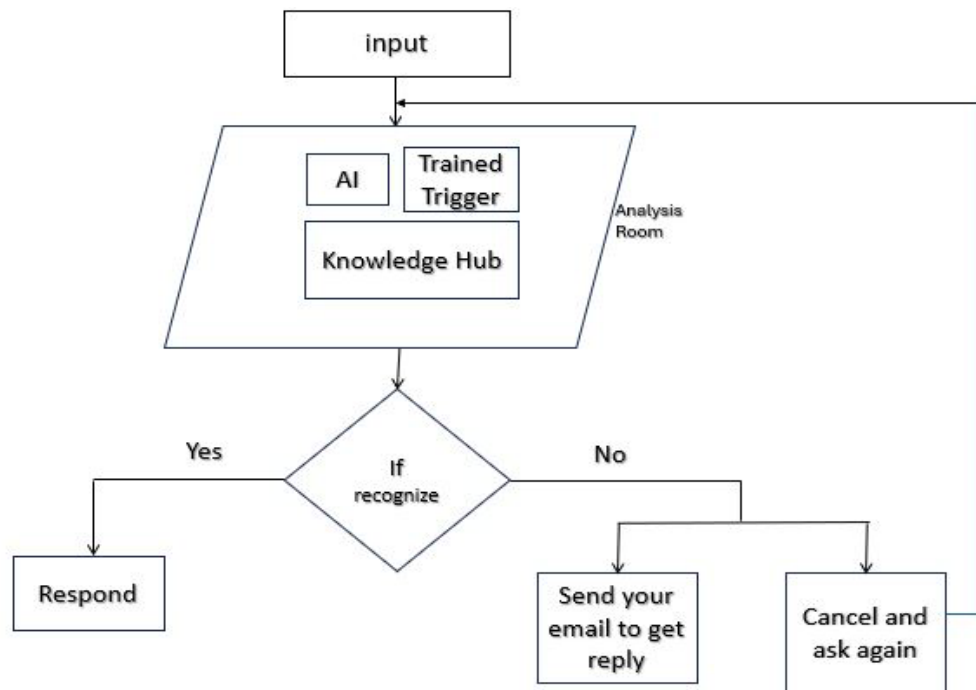 input
AI
Trained
Trigger
Analysis
Room
Knowledge Hub
Yes
No
If
recognize
Respond
Send your
email to get
reply
Cancel and
ask again